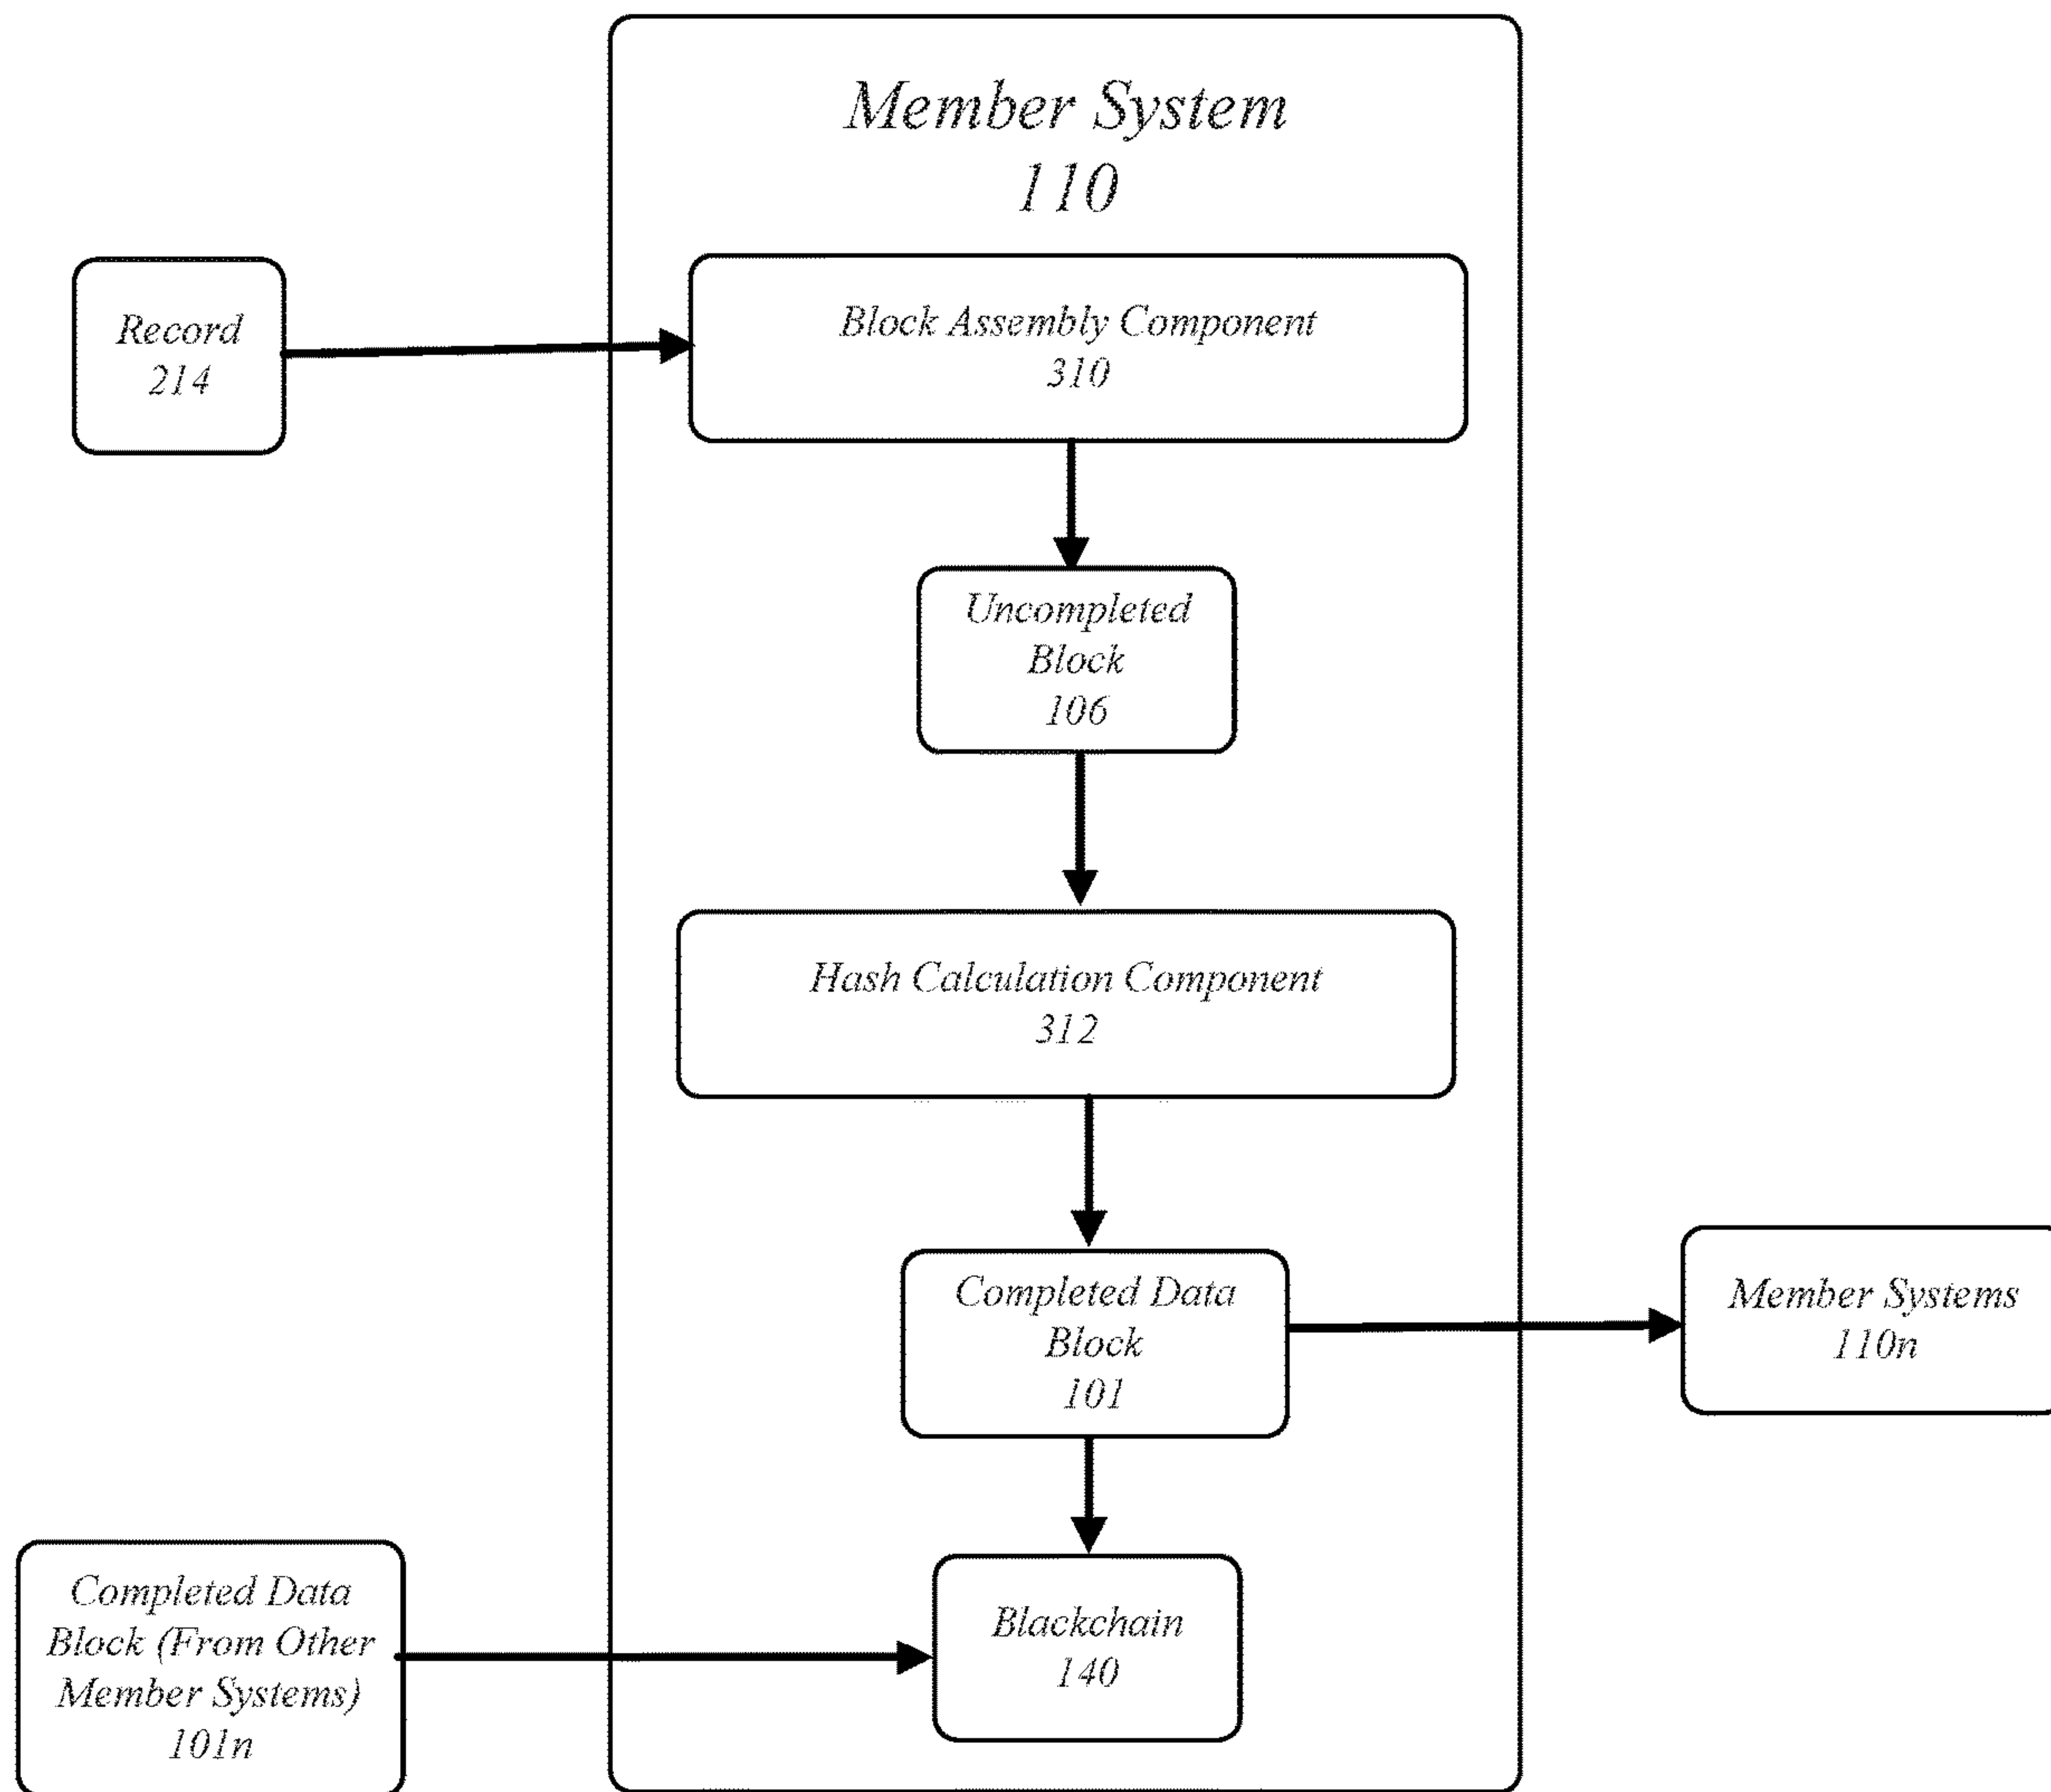 Member System
110
Record
214
Block Assembly Component
310
Uncompleted
Block
106
Hash Calculation Component
312
Completed Data
Block
101
Member Systems
110n
Completed Data
Block (From Other
Member Systems)
101n
Blackchain
140